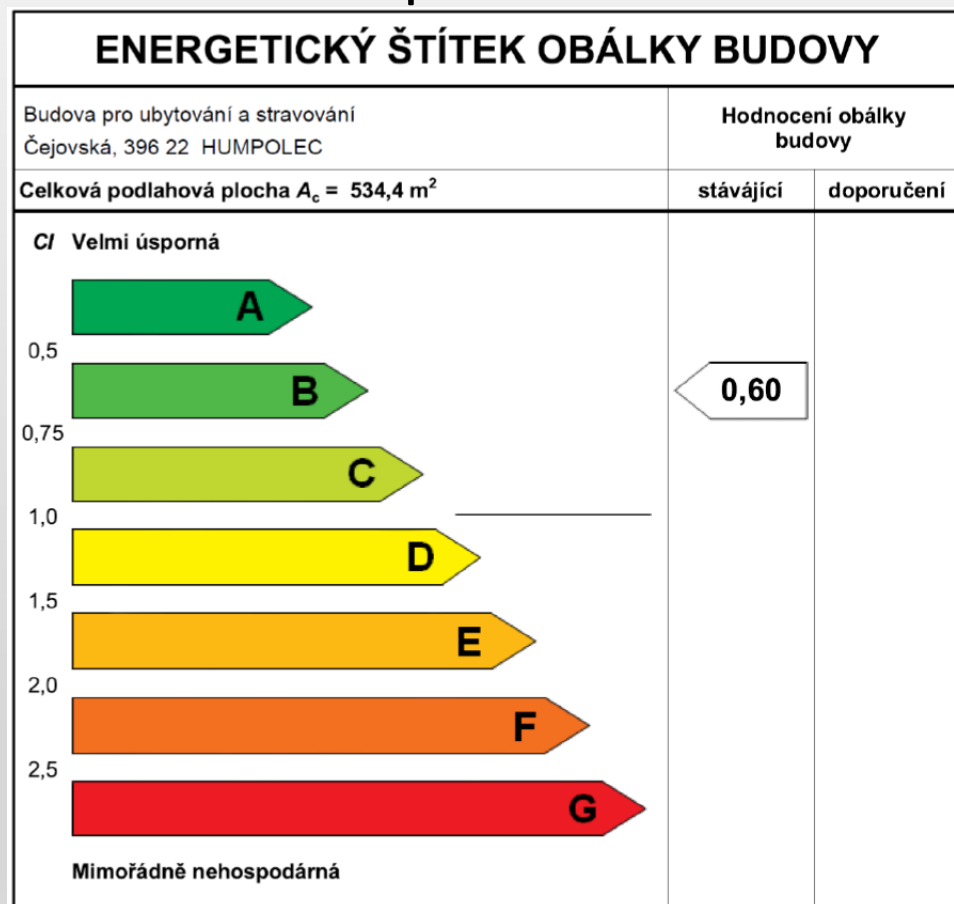 ENERGETICKÝ ŠTÍTEK OBÁLKY BUDOVY
Budova pro ubytování a stravování
Čejovská, 396 22 HUMPOLEC
Hodnocení obálky
budovy
Celková podlahová plocha Ac = 534,4 m²
stávající
doporučení
CI Velmi úsporná
A
0,5
B
0,60
0,75
C
1,0
D
1,5
E
2,0
F
2,5
G
Mimořádně nehospodárná